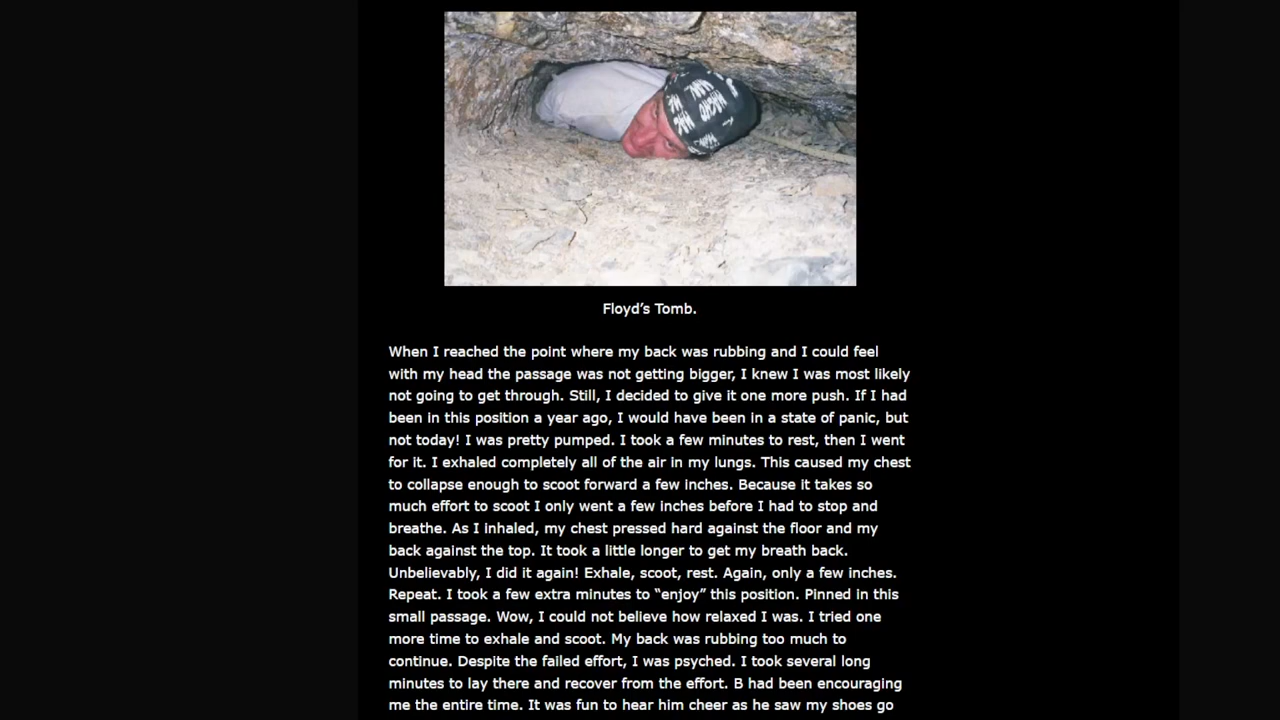 Floyd’s Tomb.
When I reached the point where my back was rubbing and I could feel
with my head the passage was not getting bigger, I knew I was most likely
not going to get through. Still, I decided to give it one more push. If I had
been in this position a year ago, I would have been in a state of panic, but
not today! I was pretty pumped. I took a few minutes to rest, then I went
for it. I exhaled completely all of the air in my lungs. This caused my chest
to collapse enough to scoot forward a few inches. Because it takes so
much effort to scoot I only went a few inches before I had to stop and
breathe. As I inhaled, my chest pressed hard against the floor and my
back against the top. It took a little longer to get my breath back.
Unbelievably, I did it again! Exhale, scoot, rest. Again, only a few inches.
Repeat. I took a few extra minutes to “enjoy” this position. Pinned in this
small passage. Wow, I could not believe how relaxed I was. I tried one
more time to exhale and scoot. My back was rubbing too much to
continue. Despite the failed effort, I was psyched. I took several long
minutes to lay there and recover from the effort. B had been encouraging
me the entire time. It was fun to hear him cheer as he saw my shoes go